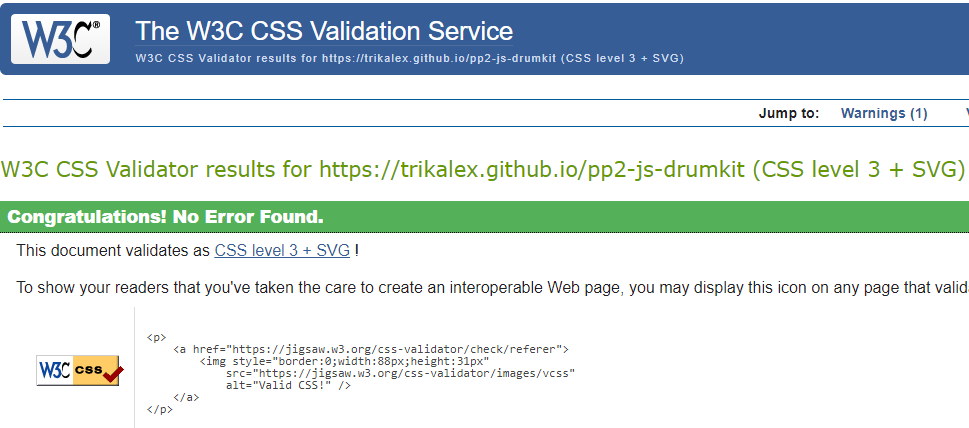 W3C® The W3C CSS Validation Service
W3C CSS Validator results for https://trikalex.github.io/pp2-js-drumkit (CSS level 3 + SVG)
Jump to: Warnings (1)
W3C CSS Validator results for https://trikalex.github.io/pp2-js-drumkit (CSS level 3 + SVG)
Congratulations! No Error Found.
This document validates as CSS level 3 + SVG !
To show your readers that you've taken the care to create an interoperable Web page, you may display this icon on any page that valida
<p>
<a href="https://jigsaw.w3.org/css-validator/check/referer">
<img style="border:0;width:88px;height:31px"
src="https://jigsaw.w3.org/css-validator/images/vcss"
alt="Valid CSS!" />
</a>
</p>
W3C css